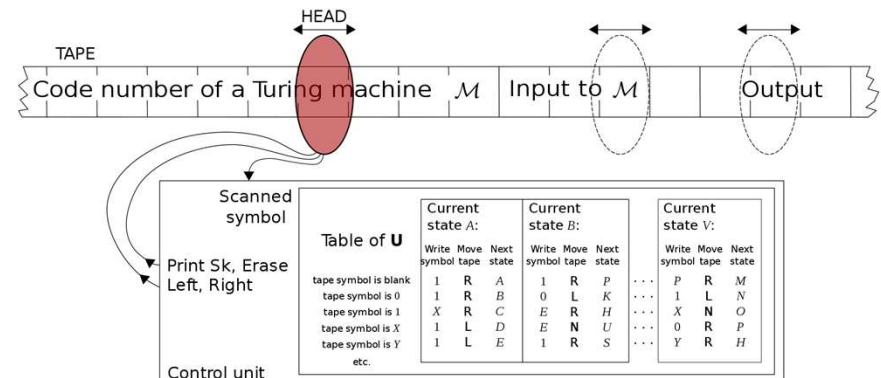 HEAD
TAPE
Code number of a Turing machine ℳ Input to ℳ Output
Scanned
symbol
Print Sk, Erase
Left, Right
Control unit
Table of U
Current Current Current
state A: state B: state V:
Write Move Next Write Move Next Write Move Next
symbol tape state symbol tape state symbol tape state
tape symbol is blank 1 R A 1 R P · · · P R M
tape symbol is 0 1 R B 0 L K · · · 1 L N
tape symbol is 1 X R C E R H · · · X N O
tape symbol is X 1 L D E N U · · · 0 R P
tape symbol is Y 1 L E 1 R S · · · Y R H
etc.